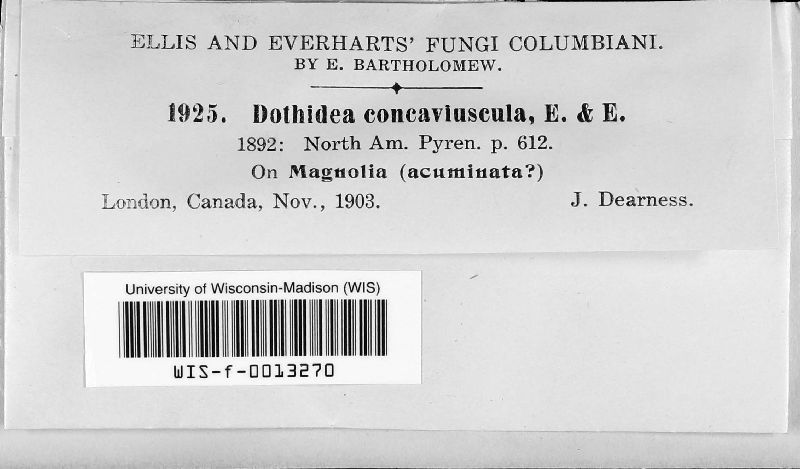 ELLIS AND EVERHARTS' FUNGI COLUMBIANI.
BY E. BARTHOLOMEW.
1925. Dothidea concaviuscula, E. & E.
1892: North Am. Pyren. p. 612.
On Magnolia (acuminata?)
London, Canada, Nov., 1903. J. Dearness.
University of Wisconsin-Madison (WIS)
WIS-f-0013270